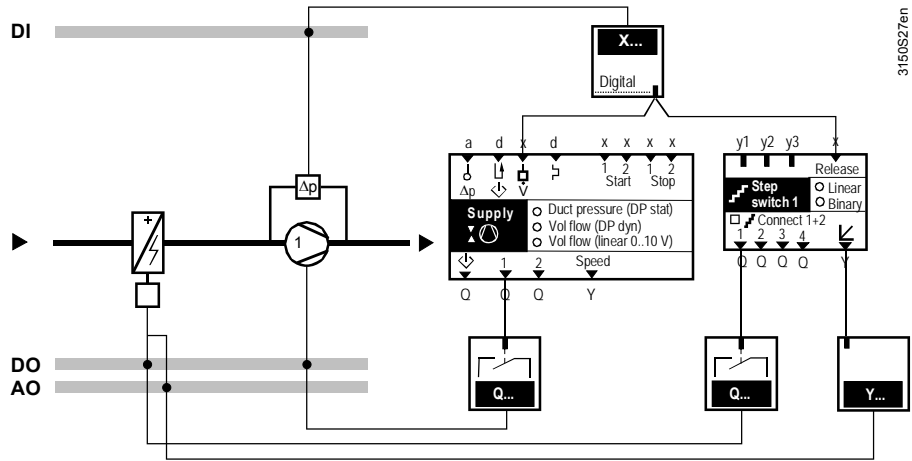 DI
3150S27en
X...
Digital
a d x d x x x x
y1 y2 y3 x
Δp V 1 2 1 2
Start Stop
Release
Δp
Supply
Duct pressure (DP stat)
Vol flow (DP dyn)
Vol flow (linear 0..10 V)
Step
switch 1
Linear
Binary
Connect 1+2
+
1
1 2 Speed
1 2 3 4
Q Q Q Y
Q Q Q Q Y
DO
AO
Q...
Q...
Y...